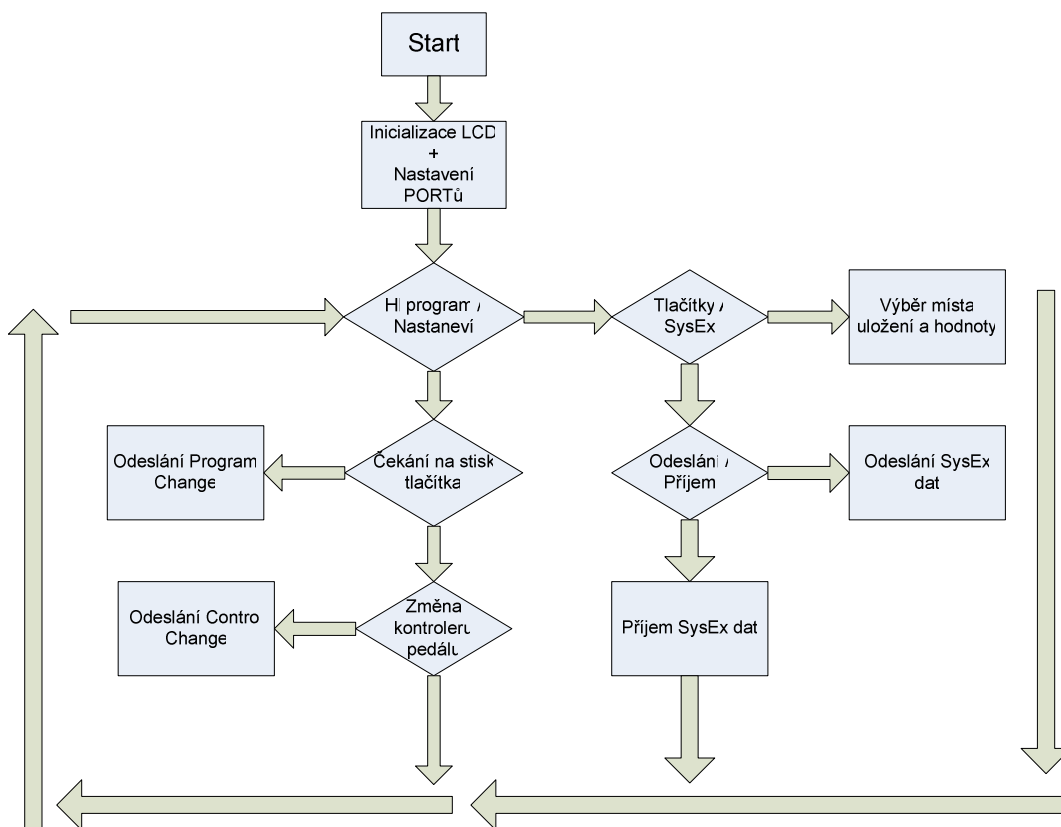 Start
Inicializace LCD
+
Nastavení
PORTů
Hl program /
Nastaneví
Tlačítky /
SysEx
Výběr místa
uložení a hodnoty
Odeslání Program
Change
Čekání na stisk
tlačítka
Odeslání /
Příjem
Odeslání SysEx
dat
Odeslání Contro
Change
Změna
kontroleru
pedálu
Příjem SysEx dat